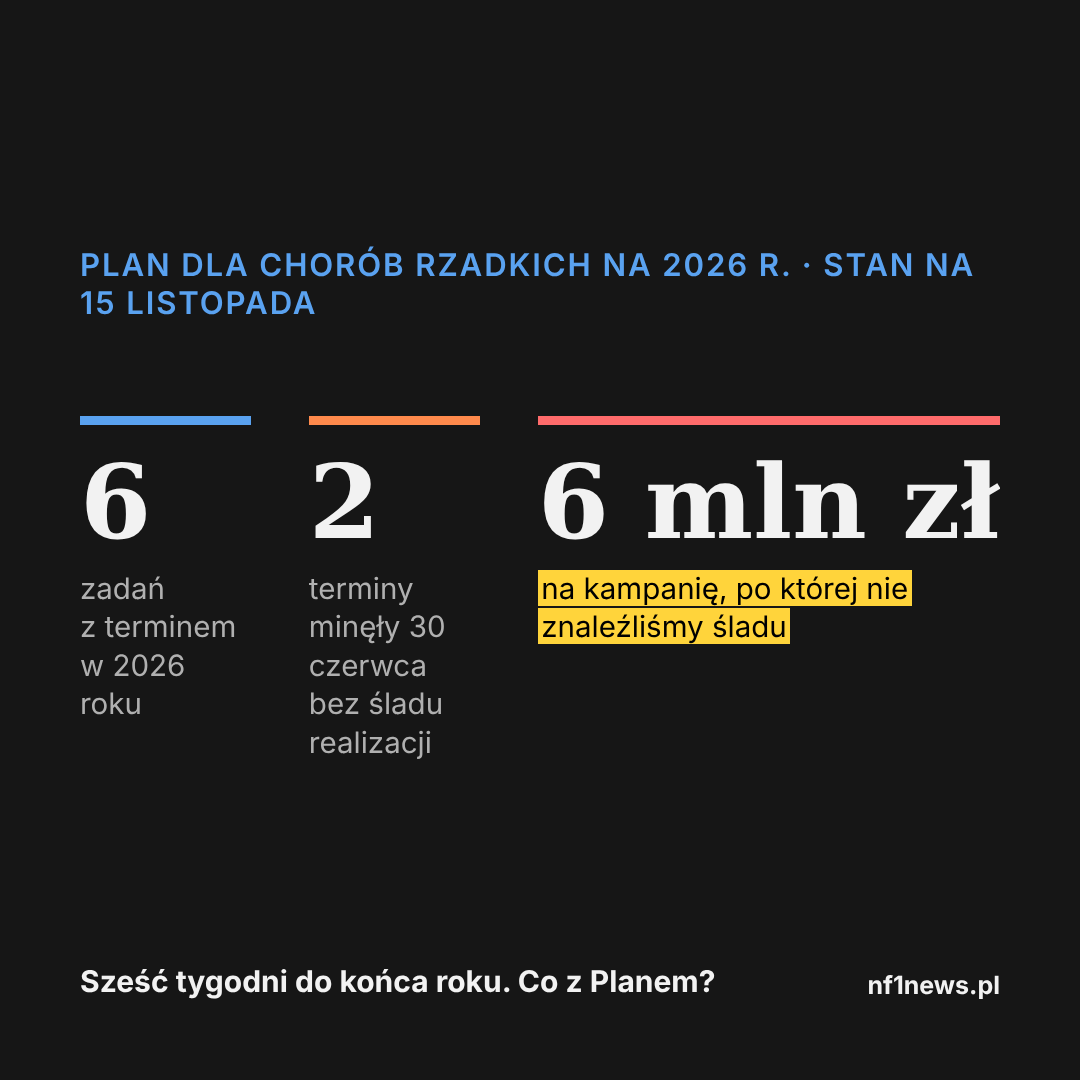 PLAN DLA CHORÓB RZADKICH NA 2026 R. · STAN NA
15 LISTOPADA
6
zadań
z terminem
w 2026
roku
2
terminy
minęły 30
czerwca
bez śladu
realizacji
6 mln zł
na kampanię, po której nie
znaleźliśmy śladu
Sześć tygodni do końca roku. Co z Planem?
nf1news.pl